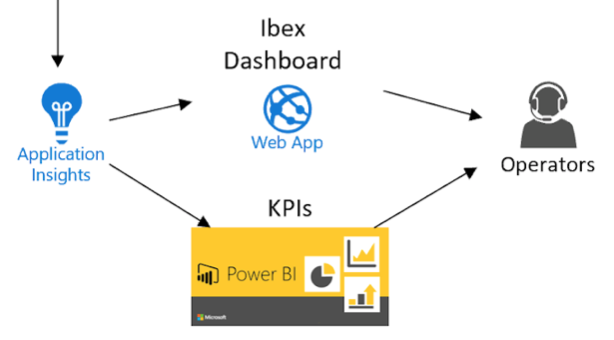 Ibex
Dashboard
Application
Insights
Web App
Operators
KPIs
Power BI
Microsoft